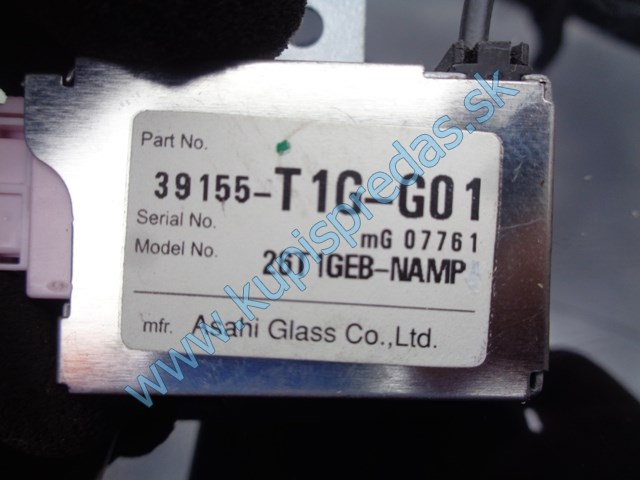 Part No.
39155-T1G-G01
Serial No.
mG 07761
Model No.
26T1GEB-NAMP
mfr. Asahi Glass Co.,Ltd.
www.kupispredas.sk